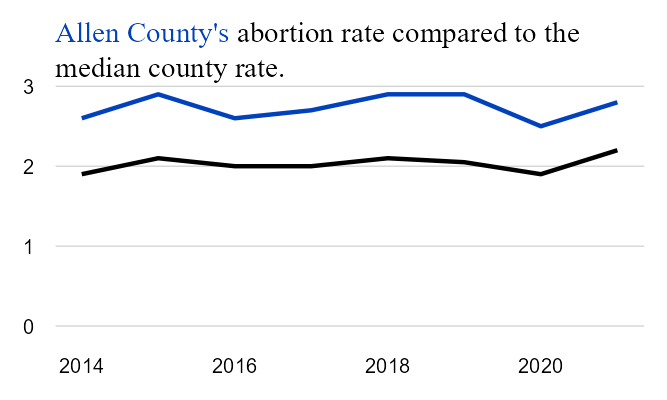 Allen County's abortion rate compared to the
median county rate.
3
2
1
0
2014 2016 2018 2020